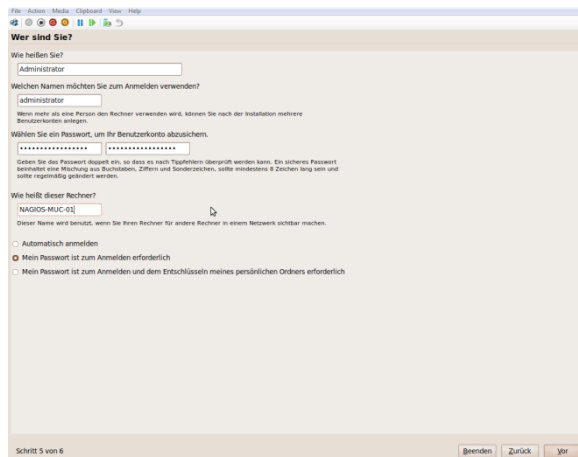 File Action Media Clipboard View Help
Wer sind Sie?
Wie heißen Sie?
Administrator
Welchen Namen möchten Sie zum Anmelden verwenden?
administrator
Wenn mehr als eine Person den Rechner verwenden wird, können Sie nach der Installation mehrere
Benutzerkonten anlegen.
Wählen Sie ein Passwort, um Ihr Benutzerkonto abzusichern.
Geben Sie das Passwort doppelt ein, so dass es nach Tippfehlern überprüft werden kann. Ein sicheres Passwort
beinhaltet eine Mischung aus Buchstaben, Ziffern und Sonderzeichen, sollte mindestens 8 Zeichen lang sein und
sollte regelmäßig geändert werden.
Wie heißt dieser Rechner?
NAGIOS-MUC-01
Dieser Name wird benutzt, wenn Sie Ihren Rechner für andere Rechner in einem Netzwerk sichtbar machen.
Automatisch anmelden
Mein Passwort ist zum Anmelden erforderlich
Mein Passwort ist zum Anmelden und dem Entschlüsseln meines persönlichen Ordners erforderlich
Schritt 5 von 6 Beenden Zurück Vor